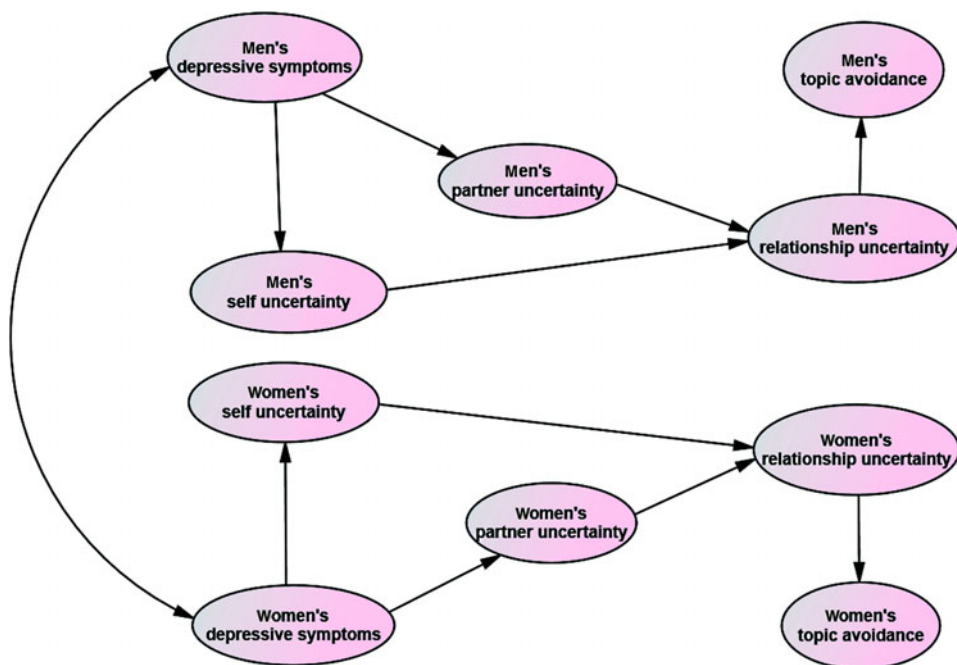 Men's
depressive symptoms
Men's
topic avoidance
Men's
partner uncertainty
Men's
relationship uncertainty
Men's
self uncertainty
Women's
self uncertainty
Women's
relationship uncertainty
Women's
partner uncertainty
Women's
depressive symptoms
Women's
topic avoidance